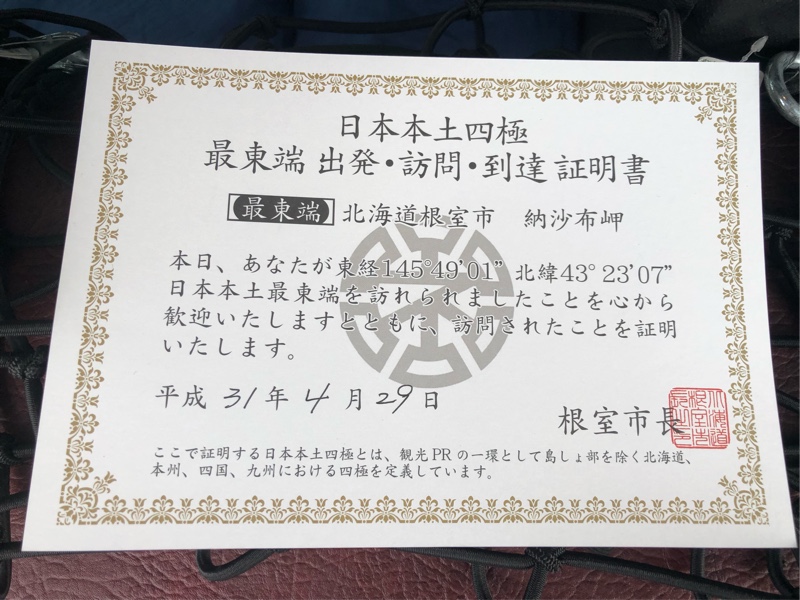 日本本土四極
最東端 出発・訪問・到達 証明書
【最東端】 北海道根室市 納沙布岬
本日、あなたが東経145°49'01" 北緯43°23'07"
日本本土最東端を訪れられましたことを心から
歓迎いたしますとともに、訪問されたことを証明
いたします。
平成 31 年 4 月 29 日
根室市長
ここで証明する日本本土四極とは、観光PRの一環として島しょ部を除く北海道、
本州、四国、九州における四極を定義しています。